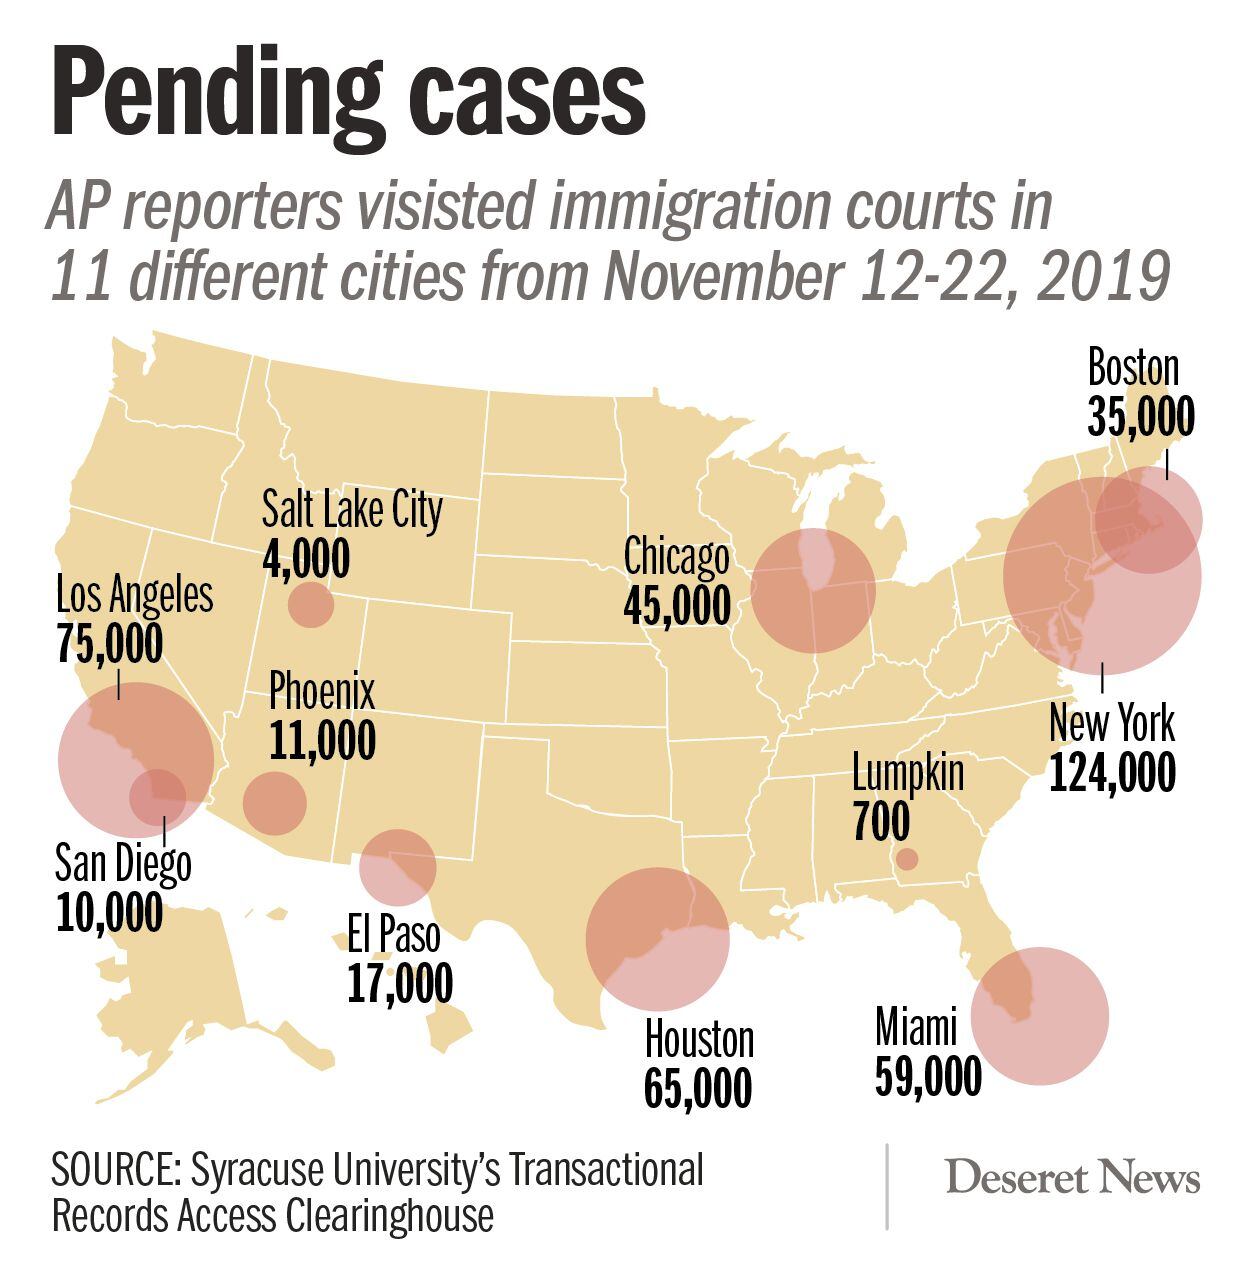 Pending cases
AP reporters visisted immigration courts in
11 different cities from November 12-22, 2019
Boston
35,000
Salt Lake City
4,000
Chicago
45,000
Los Angeles
75,000
Phoenix
11,000
New York
124,000
Lumpkin
700
San Diego
10,000
El Paso
17,000
Houston
65,000
Miami
59,000
SOURCE: Syracuse University's Transactional
Records Access Clearinghouse
Deseret News